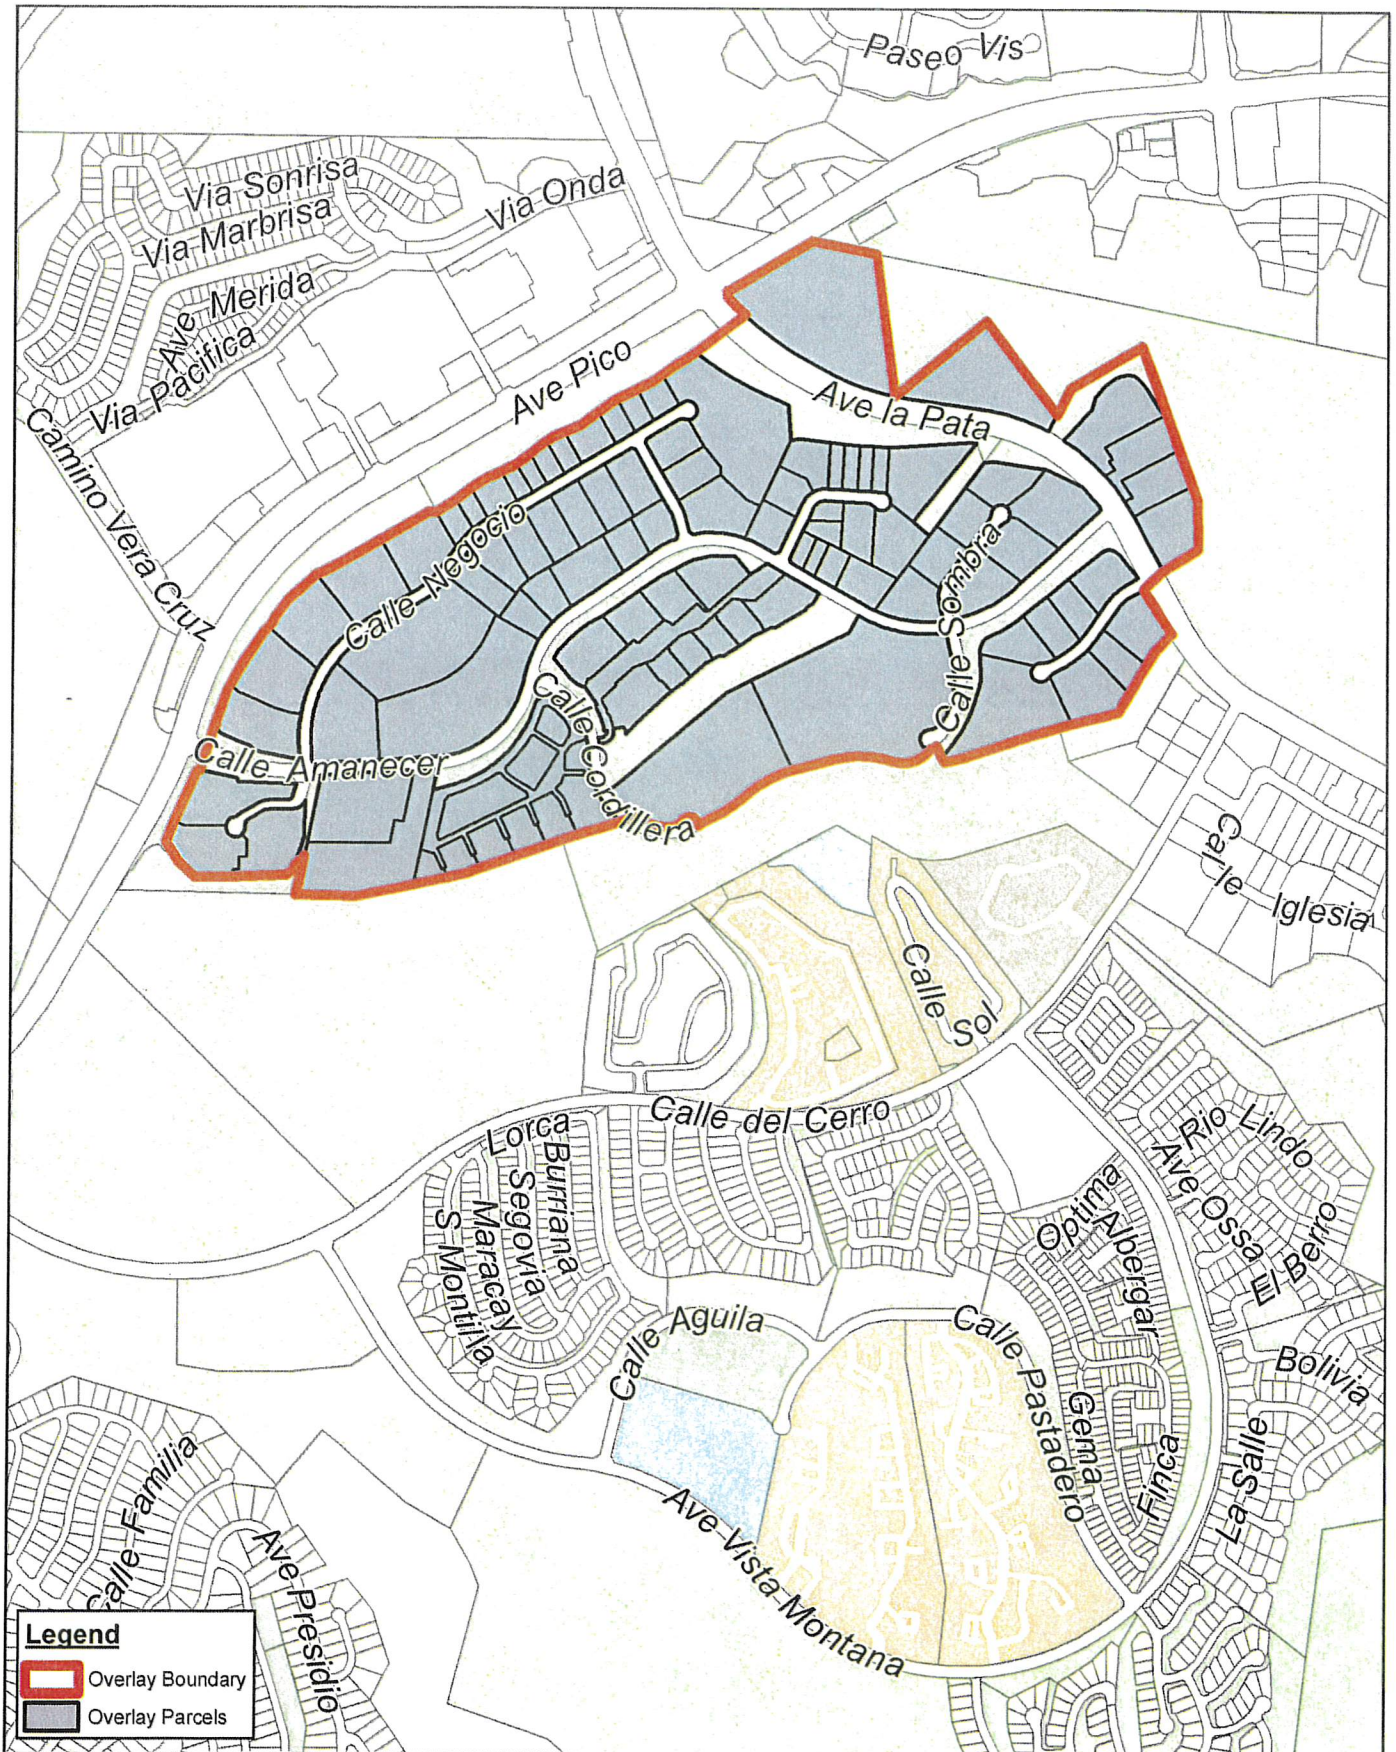 Paseo Vis
Via Sonrisa
Via Marbrisa
Via Onda
Ave Merida
Via Pacifica
Ave Pico
Camino Vera Cruz
Ave la Pata
Calle Negocio
Calle Sombra
Calle Amanecer
Calle Cordillera
Calle Iglesia
Calle Sol
Calle del Cerro
Lorca
Burriana
Segovia
Maracay
S Montilla
Rio Lindo
Ave Ossa
El Berro
Optima
Albergar
Calle Aguila
Calle Pastadero
Gema
Finca
Bolivia
La Salle
Calle Familia
Ave Presidio
Ave Vista Montana
Legend
Overlay Boundary
Overlay Parcels